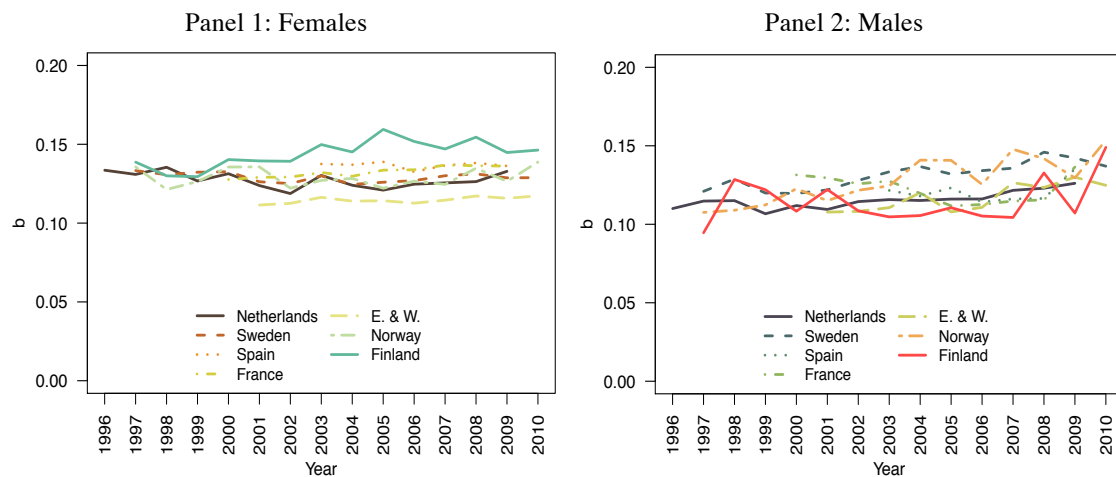 Panel 1: Females
0.20
0.15
0.10
0.05
0.00
b
Netherlands
Sweden
Spain
France
E. & W.
Norway
Finland
1996
1997
1998
1999
2000
2001
2002
2003
2004
2005
2006
2007
2008
2009
2010
Year
Panel 2: Males
0.20
0.15
0.10
0.05
0.00
b
Netherlands
Sweden
Spain
France
E. & W.
Norway
Finland
1996
1997
1998
1999
2000
2001
2002
2003
2004
2005
2006
2007
2008
2009
2010
Year